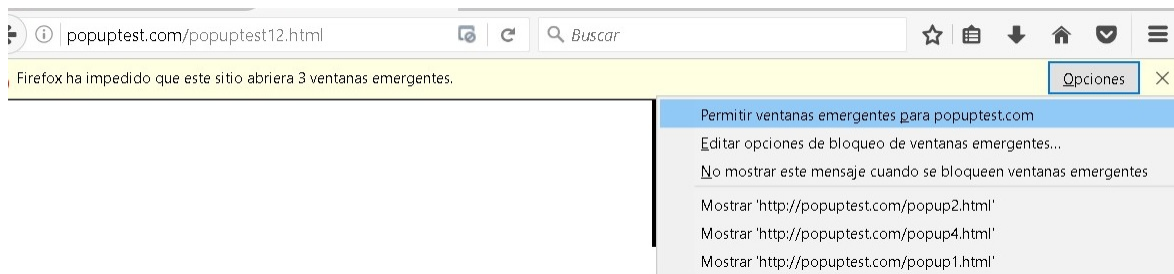 popuptest.com/popuptest12.html
Buscar
Firefox ha impedido que este sitio abriera 3 ventanas emergentes.
Opciones
Permitir ventanas emergentes para popuptest.com
Editar opciones de bloqueo de ventanas emergentes...
No mostrar este mensaje cuando se bloqueen ventanas emergentes
Mostrar 'http://popuptest.com/popup2.html'
Mostrar 'http://popuptest.com/popup4.html'
Mostrar 'http://popuptest.com/popup1.html'